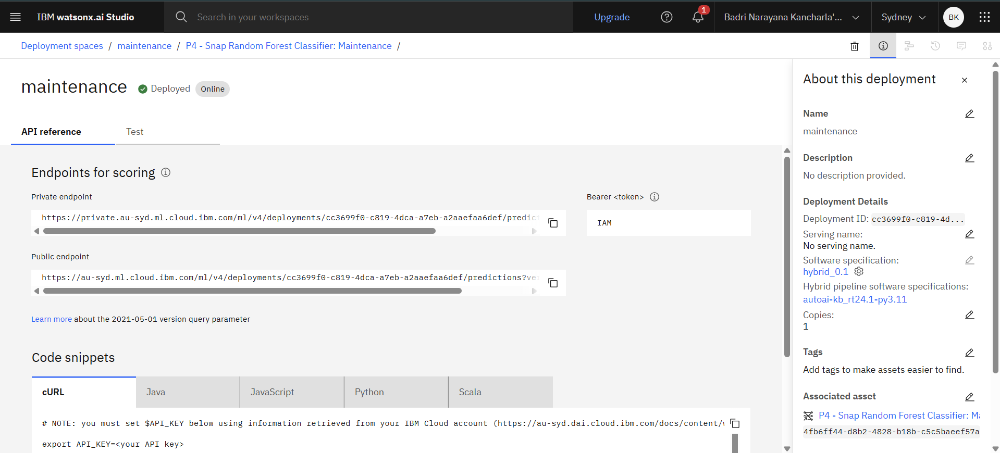 IBM watsonx.ai Studio
Search in your workspaces
Upgrade
1
Badri Narayana Kancharla'...
Sydney
BK
Deployment spaces / maintenance / P4 - Snap Random Forest Classifier: Maintenance /
maintenance
Deployed
Online
API reference
Test
Endpoints for scoring
Private endpoint
https://private.au-syd.ml.cloud.ibm.com/ml/v4/deployments/cc3699f0-c819-4dca-a7eb-a2aaefaa6def/predic
Bearer <token>
IAM
Public endpoint
https://au-syd.ml.cloud.ibm.com/ml/v4/deployments/cc3699f0-c819-4dca-a7eb-a2aaefaa6def/predictions?ve
Learn more about the 2021-05-01 version query parameter
Code snippets
cURL
Java
JavaScript
Python
Scala
# NOTE: you must set $API_KEY below using information retrieved from your IBM Cloud account (https://au-syd.dai.cloud.ibm.com/docs/content/
export API_KEY=<your API key>
About this deployment
Name
maintenance
Description
No description provided.
Deployment Details
Deployment ID: cc3699f0-c819-4d...
Serving name:
No serving name.
Software specification:
hybrid_0.1
Hybrid pipeline software specifications:
autoai-kb_rt24.1-py3.11
Copies:
1
Tags
Add tags to make assets easier to find.
Associated asset
P4 - Snap Random Forest Classifier: Ma
4fb6ff44-d8b2-4828-b18b-c5c5baeef57a